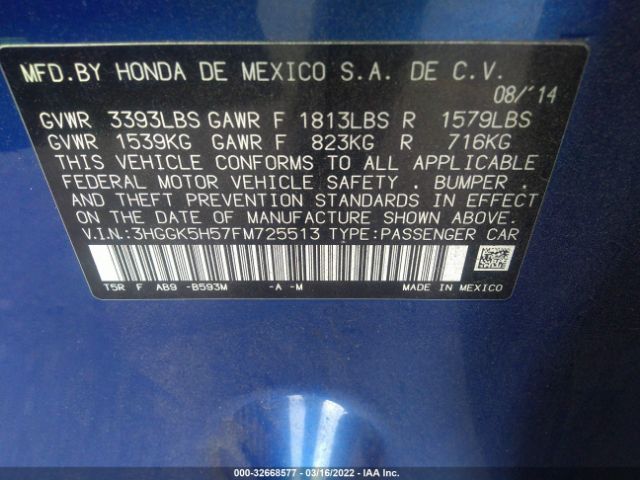 MFD.BY HONDA DE MEXICO S.A. DE C.V.
08/'14
GVWR 3393LBS GAWR F 1813LBS R 1579LBS
GVWR 1539KG GAWR F 823KG R 716KG
THIS VEHICLE CONFORMS TO ALL APPLICABLE
FEDERAL MOTOR VEHICLE SAFETY . BUMPER .
AND THEFT PREVENTION STANDARDS IN EFFECT
ON THE DATE OF MANUFACTURE SHOWN ABOVE.
V.I.N.:3HGGK5H57FM725513 TYPE:PASSENGER CAR
T5R F AB9 -B593M -A -M MADE IN MEXICO
000-32668577 — 03/16/2022 — IAA Inc.